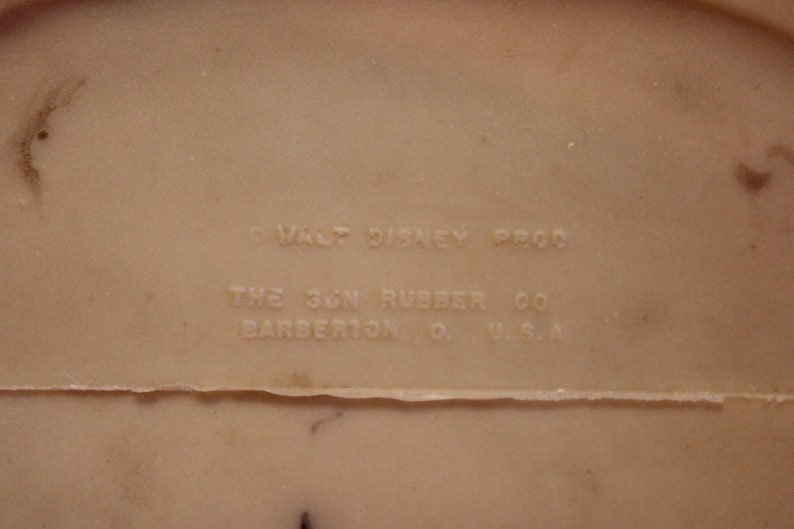 © WALT DISNEY PROD
THE SUN RUBBER CO
BARBERTON, O. U.S.A